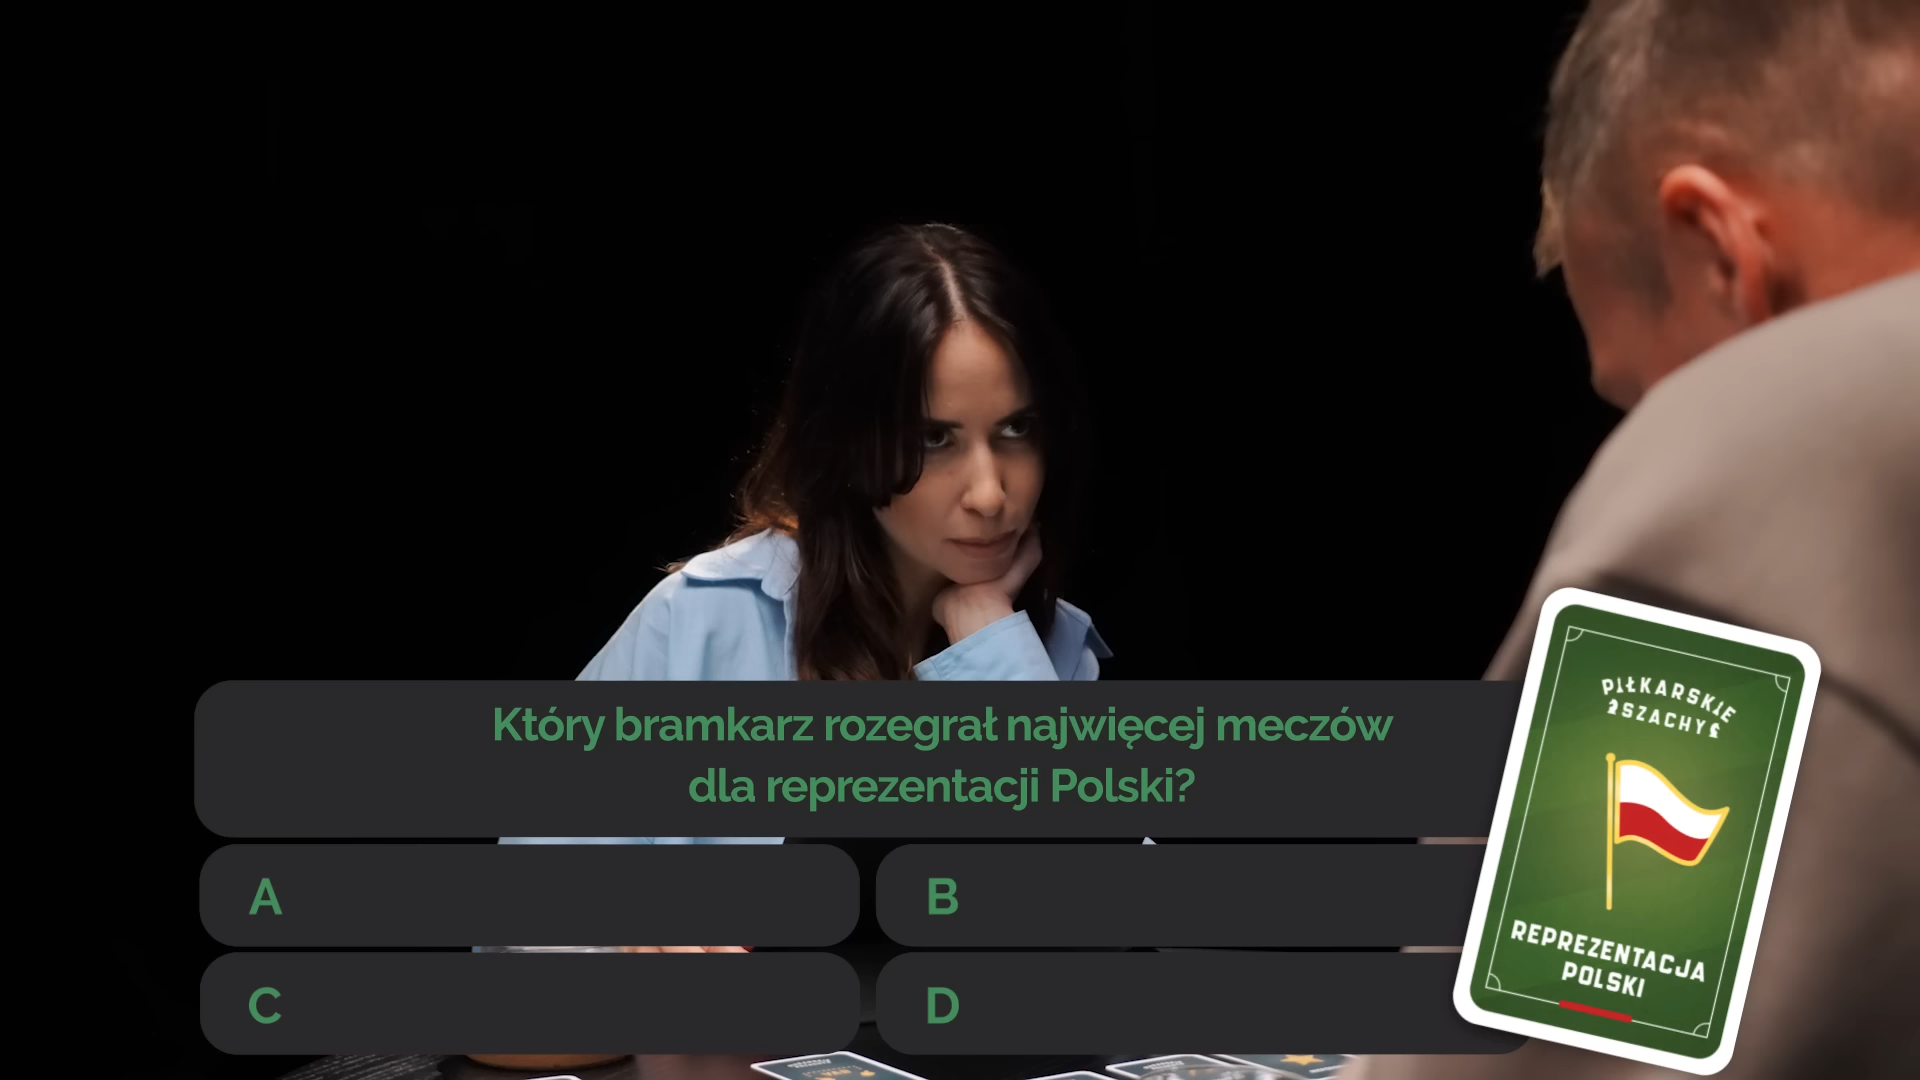 Który bramkarz rozegrał najwięcej meczów
dla reprezentacji Polski?
A
B
C
D
PIŁKARSKIE
SZACHY
REPREZENTACJA
POLSKI